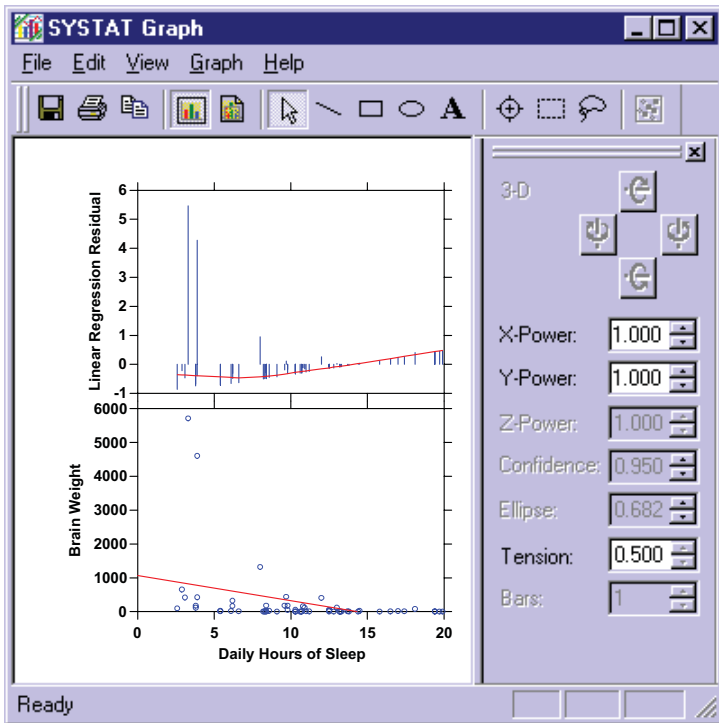 SYSTAT Graph
File Edit View Graph Help
A
3-D
X-Power: 1.000
Y-Power: 1.000
Z-Power: 1.000
Confidence: 0.950
Ellipse: 0.682
Tension: 0.500
Bars: 1
Linear Regression Residual
6
5
4
3
2
1
0
-1
Brain Weight
6000
5000
4000
3000
2000
1000
0
0 5 10 15 20
Daily Hours of Sleep
Ready